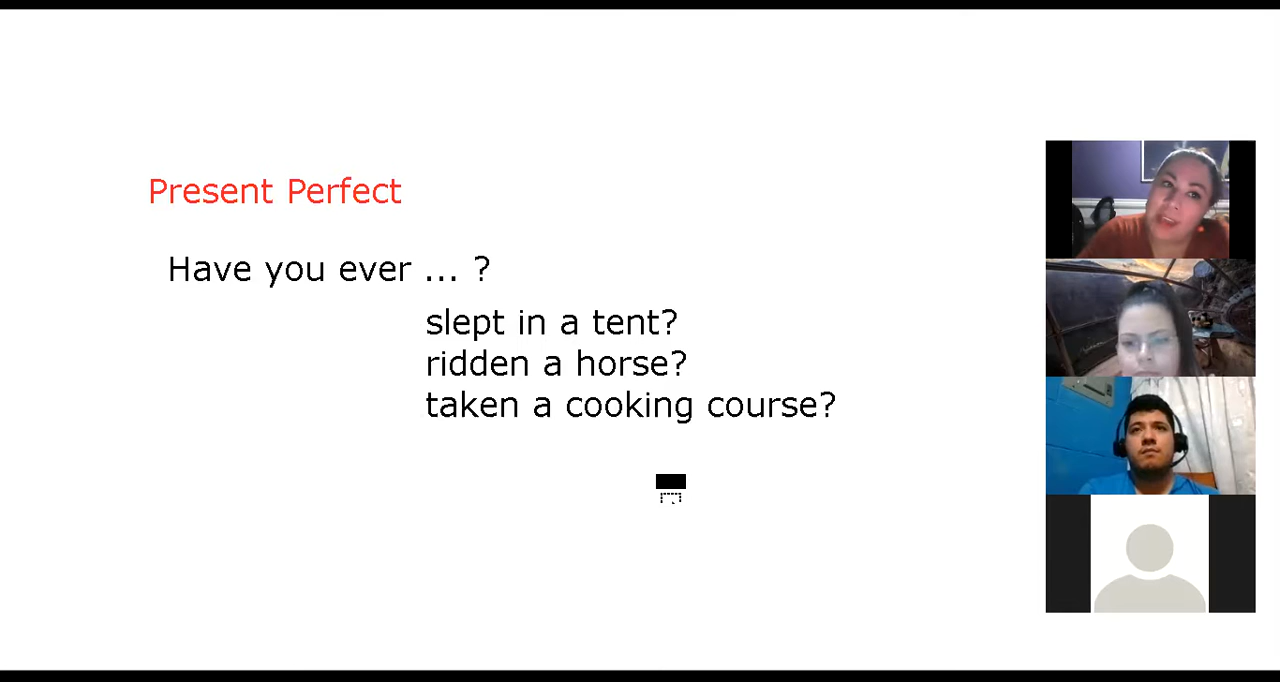 Present Perfect
Have you ever ... ?
slept in a tent?
ridden a horse?
taken a cooking course?